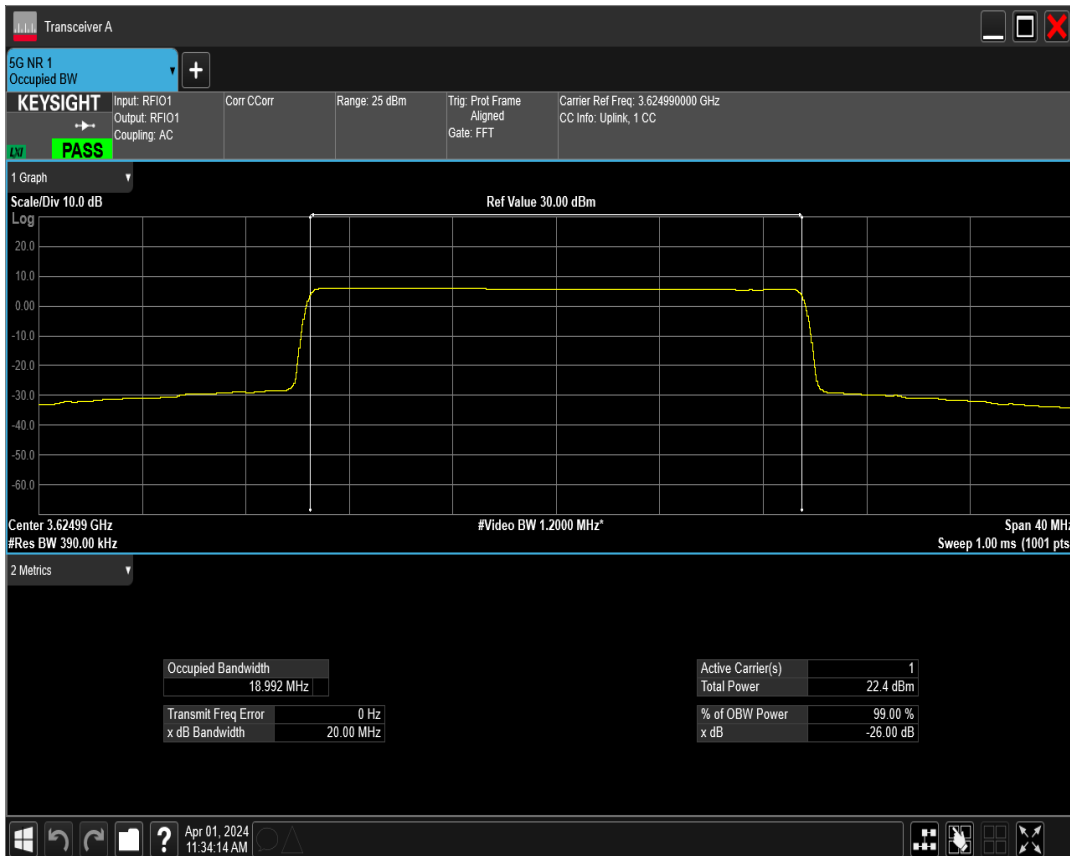 Transceiver A
5G NR 1
Occupied BW
+
KEYSIGHT
Input: RFIO1
Output: RFIO1
Coupling: AC
Corr CCorr
Range: 25 dBm
Trig: Prot Frame
Aligned
Gate: FFT
Carrier Ref Freq: 3.624990000 GHz
CC Info: Uplink, 1 CC
LXI
PASS
1 Graph
Scale/Div 10.0 dB
Ref Value 30.00 dBm
Log
20.0
10.0
0.00
-10.0
-20.0
-30.0
-40.0
-50.0
-60.0
Center 3.62499 GHz
#Video BW 1.2000 MHz*
Span 40 MHz
#Res BW 390.00 kHz
Sweep 1.00 ms (1001 pts
2 Metrics
Occupied Bandwidth
18.992 MHz
Transmit Freq Error 0 Hz
x dB Bandwidth 20.00 MHz
Active Carrier(s) 1
Total Power 22.4 dBm
% of OBW Power 99.00 %
x dB -26.00 dB
?
Apr 01, 2024
11:34:14 AM